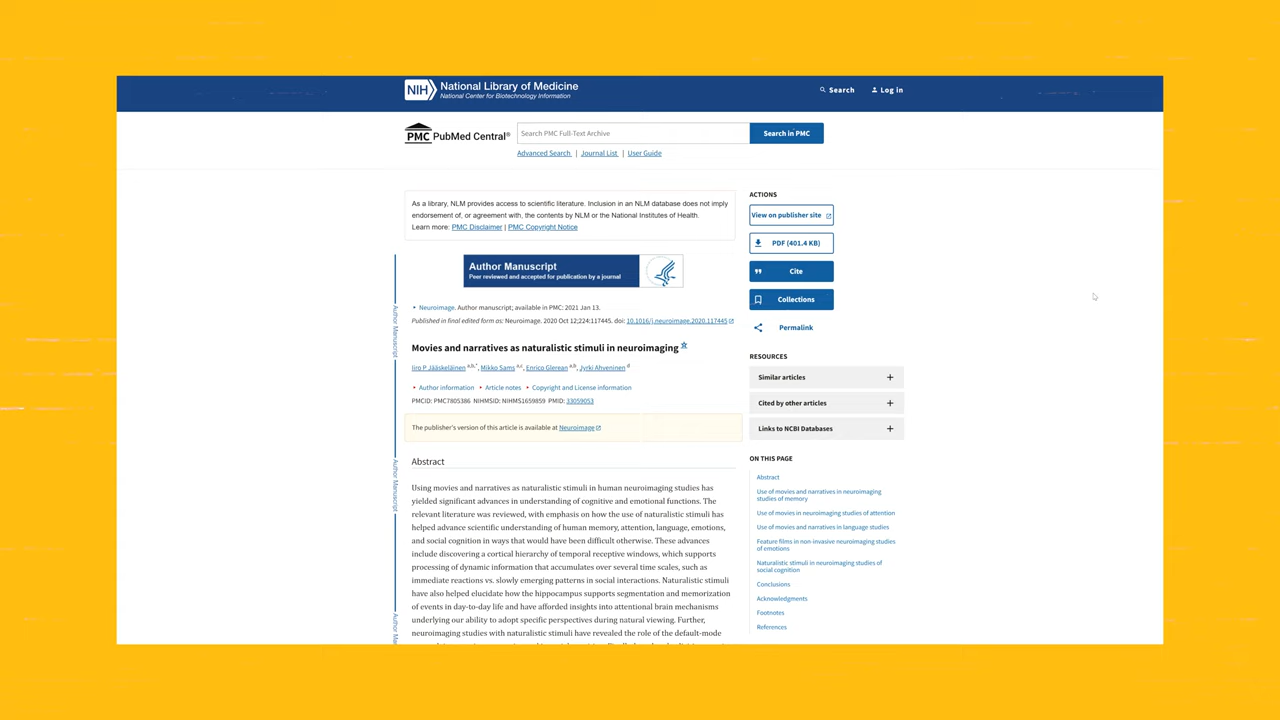 NIH National Library of Medicine
National Center for Biotechnology Information
Search
Log in
PMC PubMed Central®
Search PMC Full-Text Archive
Search in PMC
Advanced Search | Journal List | User Guide
As a library, NLM provides access to scientific literature. Inclusion in an NLM database does not imply
endorsement of, or agreement with, the contents by NLM or the National Institutes of Health.
Learn more: PMC Disclaimer | PMC Copyright Notice
Author Manuscript
Peer reviewed and accepted for publication by a journal
Neuroimage. Author manuscript; available in PMC: 2021 Jan 13.
Published in final edited form as: Neuroimage. 2020 Oct 12;224:117445. doi: 10.1016/j.neuroimage.2020.117445
Movies and narratives as naturalistic stimuli in neuroimaging
Iiro P Jääskeläinen a,b,*, Mikko Sams a,c, Enrico Glerean a,b, Jyrki Ahveninen d
Author information
Article notes
Copyright and License information
PMCID: PMC7805386 NIHMSID: NIHMS1659859 PMID: 33059053
The publisher's version of this article is available at Neuroimage
Abstract
Using movies and narratives as naturalistic stimuli in human neuroimaging studies has
yielded significant advances in understanding of cognitive and emotional functions. The
relevant literature was reviewed, with emphasis on how the use of naturalistic stimuli has
helped advance scientific understanding of human memory, attention, language, emotions,
and social cognition in ways that would have been difficult otherwise. These advances
include discovering a cortical hierarchy of temporal receptive windows, which supports
processing of dynamic information that accumulates over several time scales, such as
immediate reactions vs. slowly emerging patterns in social interactions. Naturalistic stimuli
have also helped elucidate how the hippocampus supports segmentation and memorization
of events in day-to-day life and have afforded insights into attentional brain mechanisms
underlying our ability to adopt specific perspectives during natural viewing. Further,
neuroimaging studies with naturalistic stimuli have revealed the role of the default-mode
Author Manuscript
Author Manuscript
ACTIONS
View on publisher site
PDF (401.4 KB)
Cite
Collections
Permalink
RESOURCES
Similar articles
Cited by other articles
Links to NCBI Databases
ON THIS PAGE
Abstract
Use of movies and narratives in neuroimaging
studies of memory
Use of movies in neuroimaging studies of attention
Use of movies and narratives in language studies
Feature films in non-invasive neuroimaging studies
of emotions
Naturalistic stimuli in neuroimaging studies of
social cognition
Conclusions
Acknowledgments
Footnotes
References